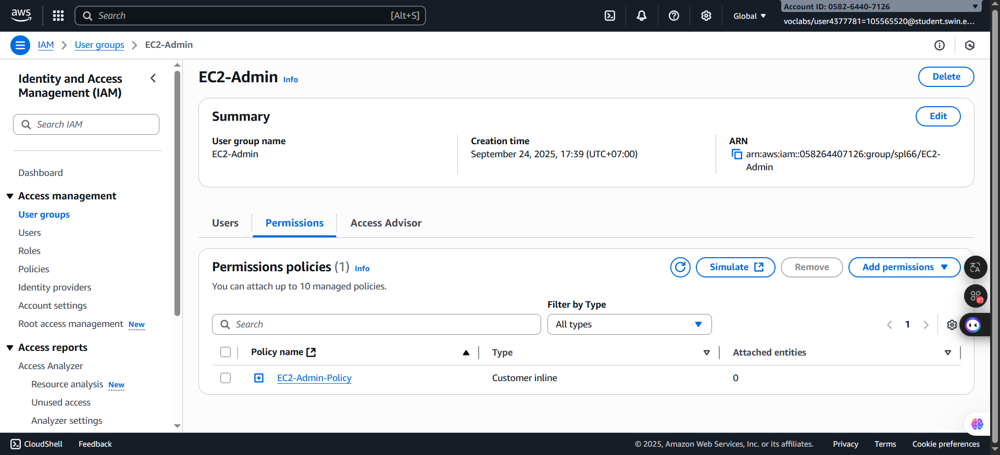 aws
Search
[Alt+S]
Global
Account ID: 0582-6440-7126
voclabs/user4377781=105565520@student.swin.e...
IAM
User groups
EC2-Admin
Identity and Access
Management (IAM)
Search IAM
Dashboard
Access management
User groups
Users
Roles
Policies
Identity providers
Account settings
Root access management New
Access reports
Access Analyzer
Resource analysis New
Unused access
Analyzer settings
EC2-Admin Info
Delete
Summary
Edit
User group name
EC2-Admin
Creation time
September 24, 2025, 17:39 (UTC+07:00)
ARN
arn:aws:iam::058264407126:group/spl66/EC2-
Admin
Users
Permissions
Access Advisor
Permissions policies (1) Info
Simulate
Remove
Add permissions
You can attach up to 10 managed policies.
Filter by Type
Search
All types
1
Policy name
Type
Attached entities
EC2-Admin-Policy
Customer inline
0
CloudShell
Feedback
© 2025, Amazon Web Services, Inc. or its affiliates.
Privacy
Terms
Cookie preferences